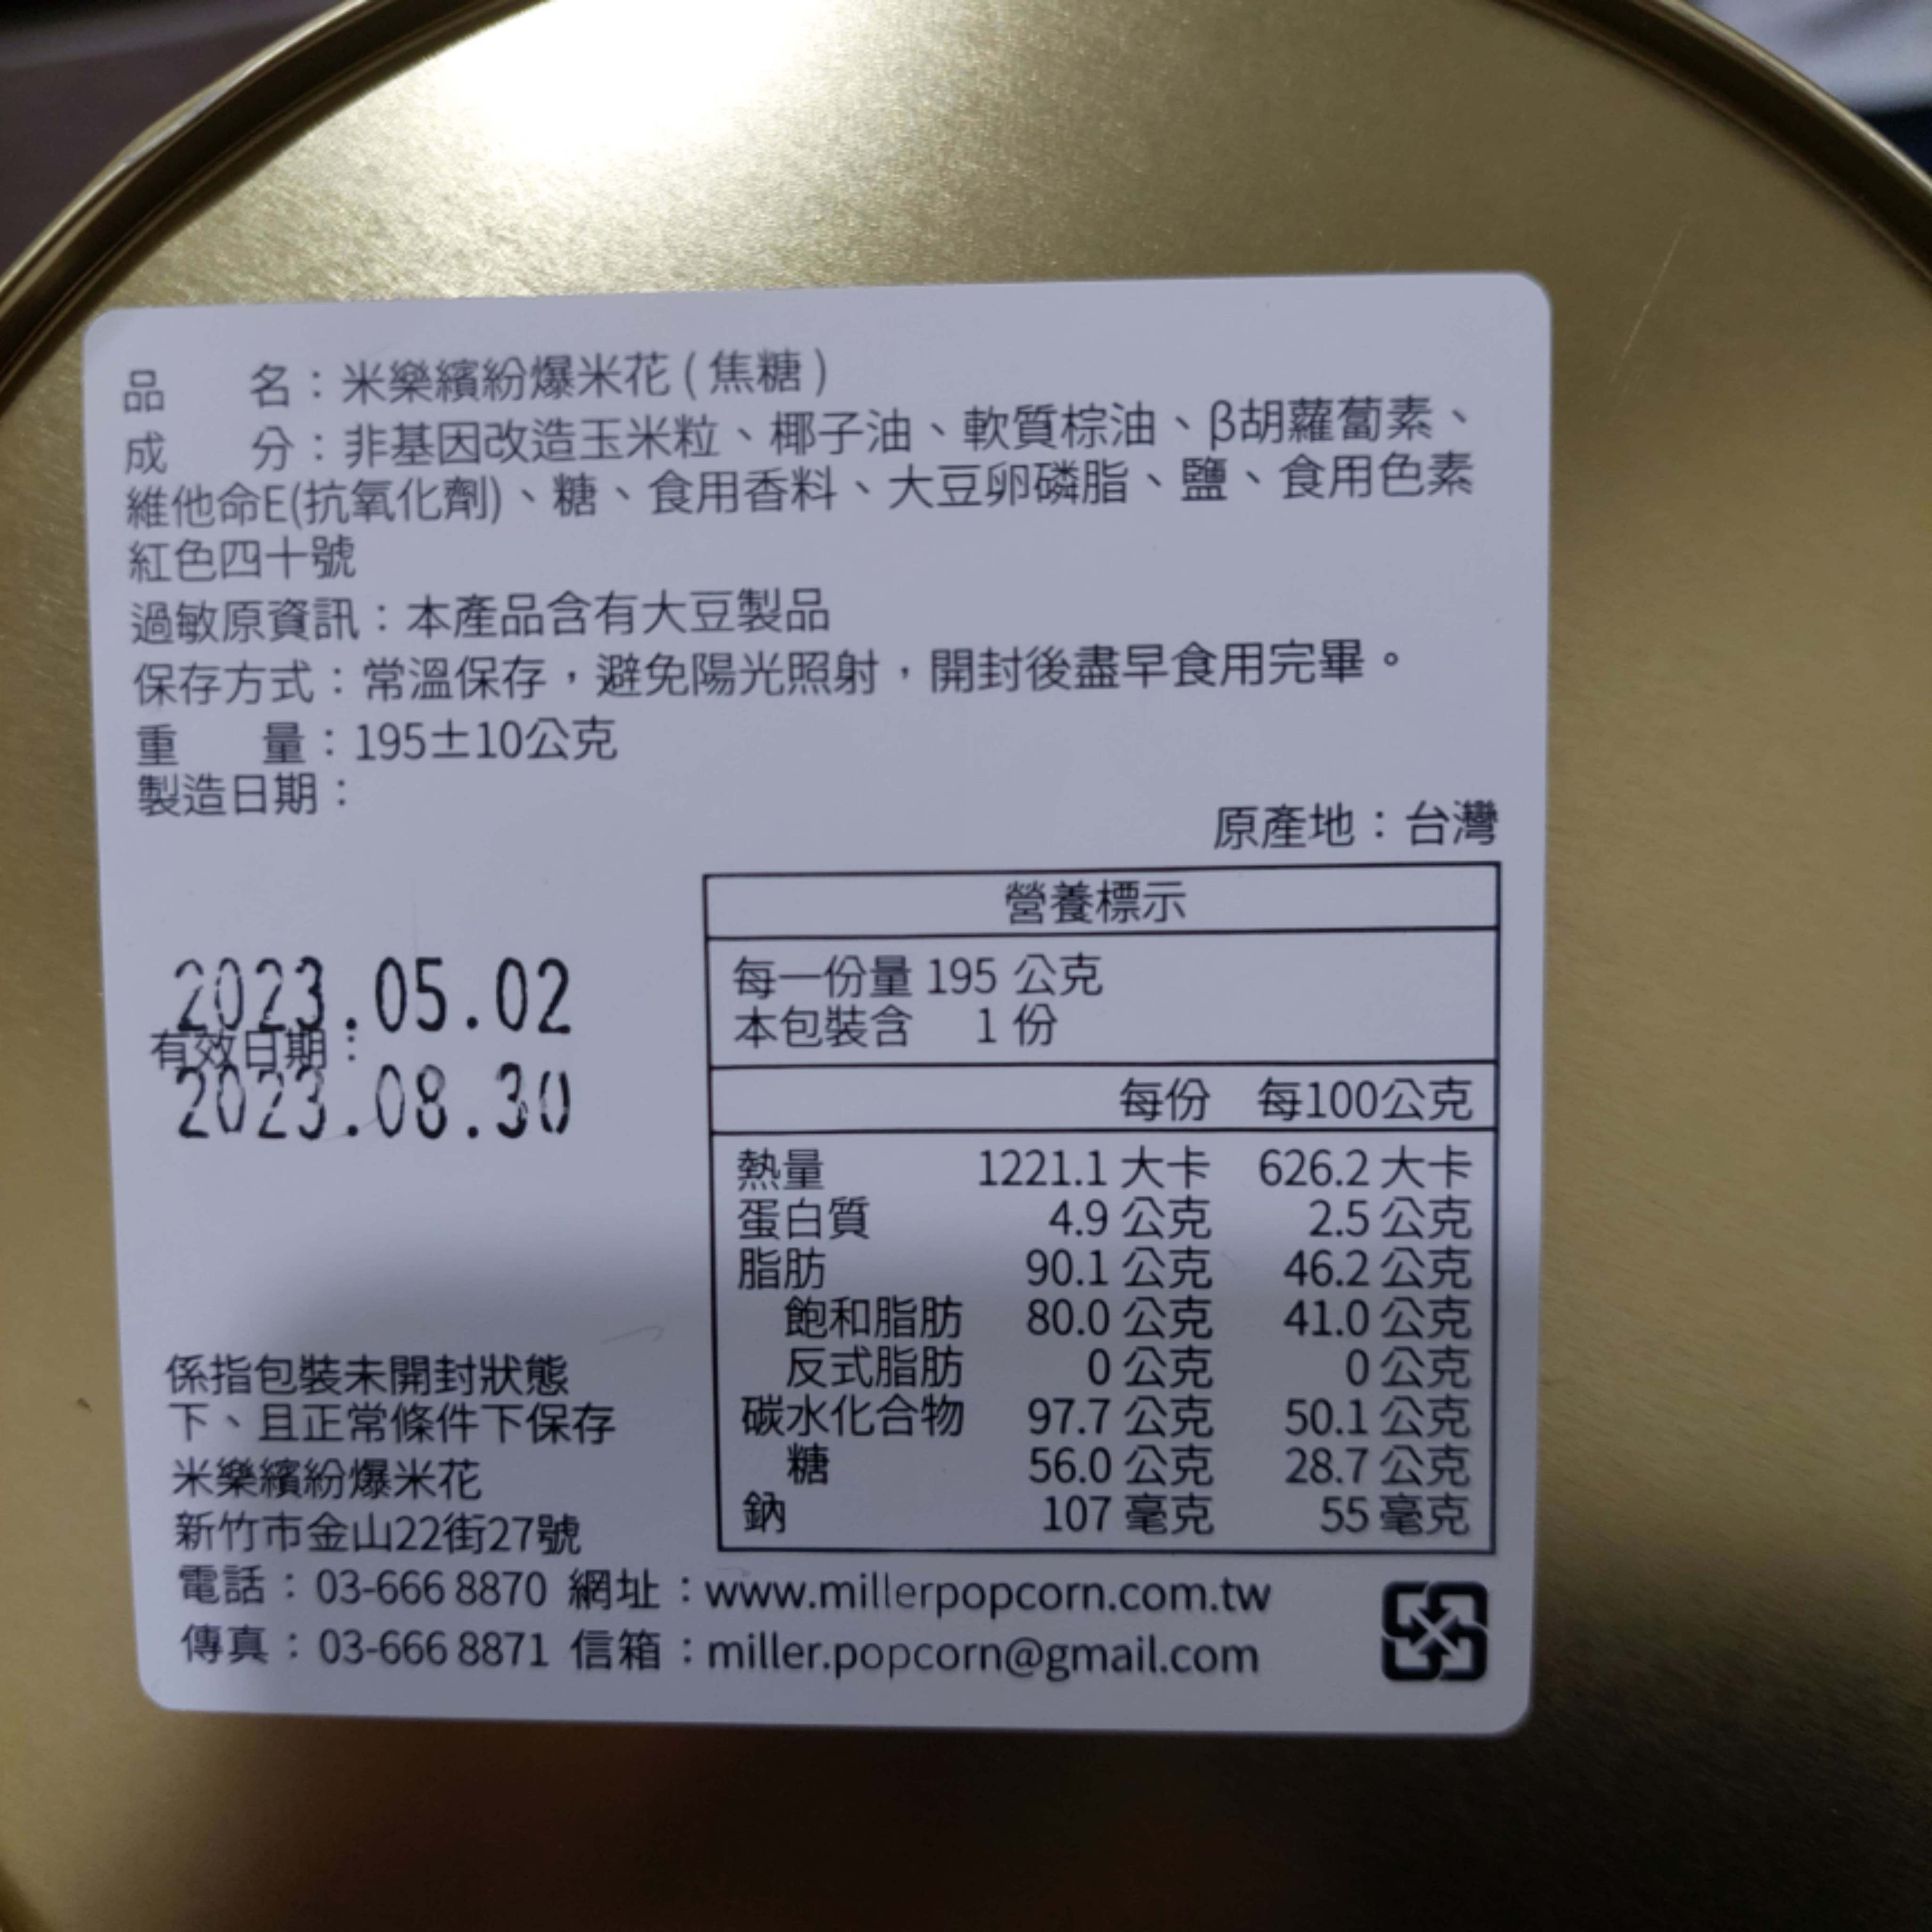 品 名：米樂繽紛爆米花(焦糖)
成 分：非基因改造玉米粒、椰子油、軟質棕油、β胡蘿蔔素、
維他命E(抗氧化劑)、糖、食用香料、大豆卵磷脂、鹽、食用色素
紅色四十號
過敏原資訊：本產品含有大豆製品
保存方式：常溫保存，避免陽光照射，開封後盡早食用完畢。
重 量：195±10公克
製造日期：
原產地：台灣
2023.05.02
有效日期：
2023.08.30
營養標示
每一份量 195 公克
本包裝含 1 份
每份 每100公克
熱量 1221.1 大卡 626.2 大卡
蛋白質 4.9 公克 2.5 公克
脂肪 90.1 公克 46.2 公克
飽和脂肪 80.0 公克 41.0 公克
反式脂肪 0 公克 0 公克
碳水化合物 97.7 公克 50.1 公克
糖 56.0 公克 28.7 公克
鈉 107 毫克 55 毫克
係指包裝未開封狀態
下、且正常條件下保存
米樂繽紛爆米花
新竹市金山22街27號
電話：03-666 8870 網址：www.millerpopcorn.com.tw
傳真：03-666 8871 信箱：miller.popcorn@gmail.com